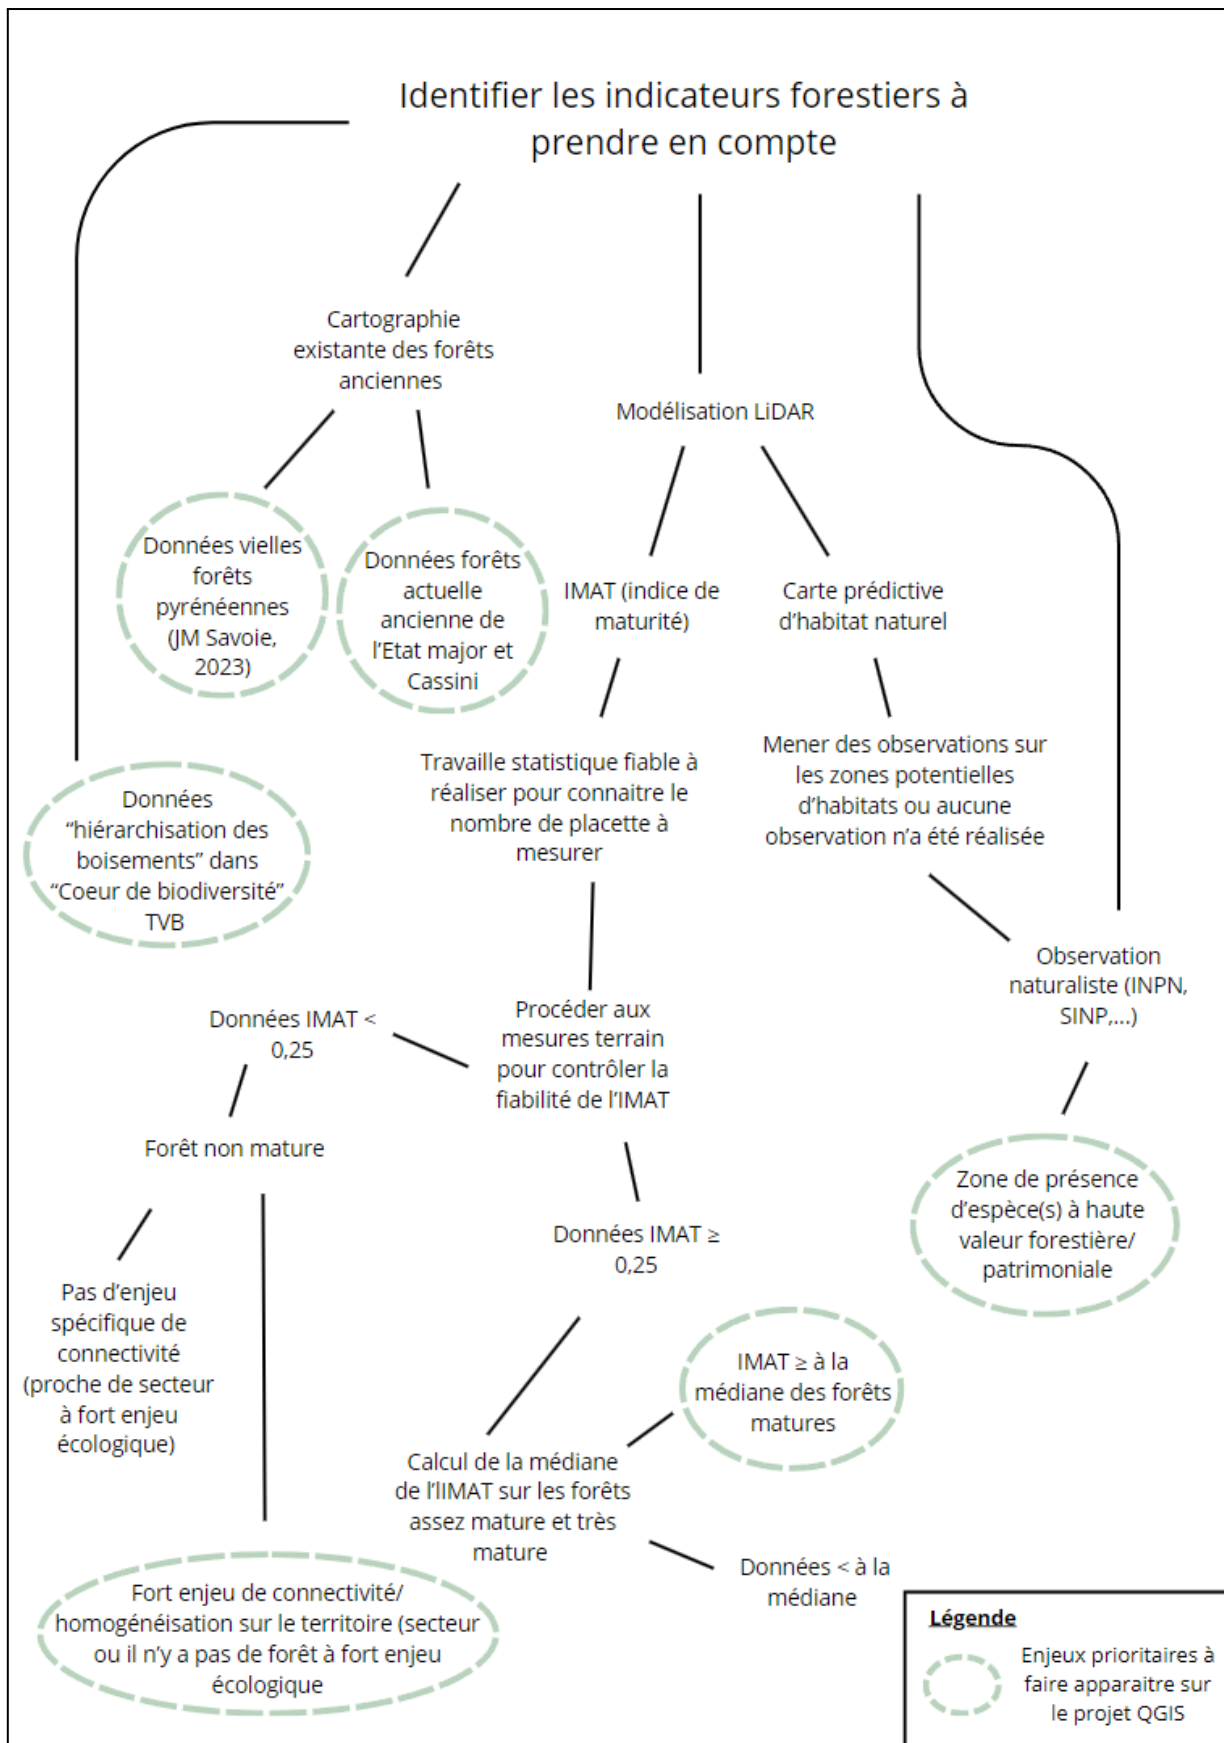 Identifier les indicateurs forestiers à
prendre en compte
Cartographie
existante des forêts
anciennes
Modélisation LiDAR
Données vielles
forêts
pyrénéennes
(JM Savoie,
2023)
Données forêts
actuelle
ancienne de
l'Etat major et
Cassini
IMAT (indice de
maturité)
Carte prédictive
d'habitat naturel
Travaille statistique fiable à
réaliser pour connaitre le
nombre de placette à
mesurer
Mener des observations sur
les zones potentielles
d'habitats ou aucune
observation n'a été réalisée
Données
“hiérarchisation des
boisements” dans
“Coeur de biodiversité”
TVB
Observation
naturaliste (INPN,
SINP,...)
Données IMAT <
0,25
Procéder aux
mesures terrain
pour contrôler la
fiabilité de l'IMAT
Forêt non mature
Zone de présence
d'espèce(s) à haute
valeur forestière/
patrimoniale
Données IMAT ≥
0,25
Pas d'enjeu
spécifique de
connectivité
(proche de secteur
à fort enjeu
écologique)
IMAT ≥ à la
médiane des forêts
matures
Calcul de la médiane
de l'lIMAT sur les forêts
assez mature et très
mature
Données < à la
médiane
Fort enjeu de connectivité/
homogénéisation sur le territoire (secteur
ou il n'y a pas de forêt à fort enjeu
écologique
Légende
Enjeux prioritaires à
faire apparaitre sur
le projet QGIS